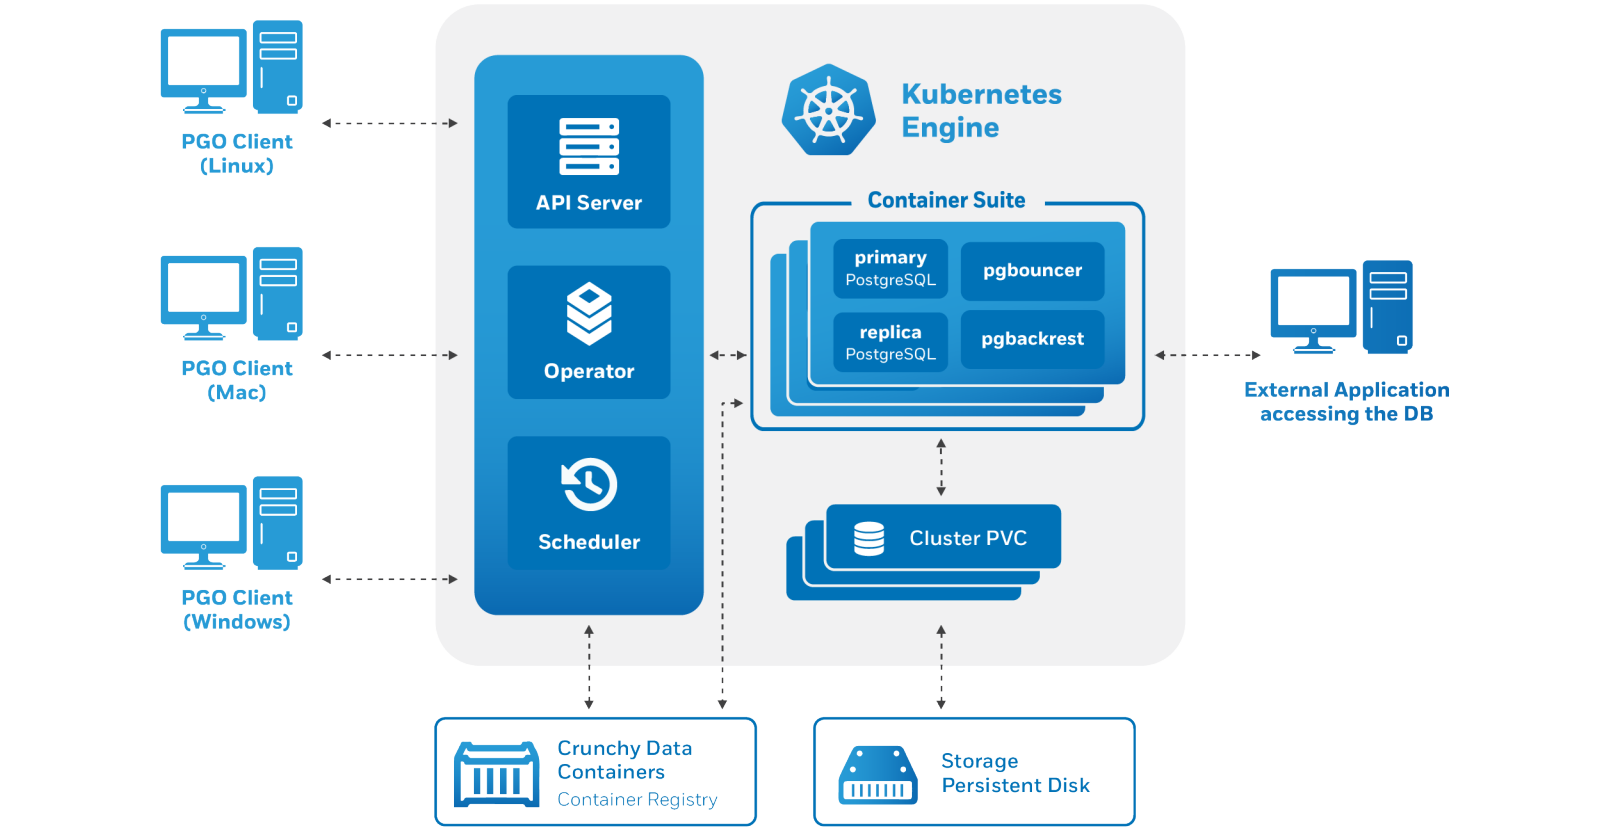 PGO Client
(Linux)
PGO Client
(Mac)
PGO Client
(Windows)
API Server
Operator
Scheduler
Kubernetes
Engine
Container Suite
primary
PostgreSQL
pgbouncer
replica
PostgreSQL
pgbackrest
Cluster PVC
External Application
accessing the DB
Crunchy Data
Containers
Container Registry
Storage
Persistent Disk